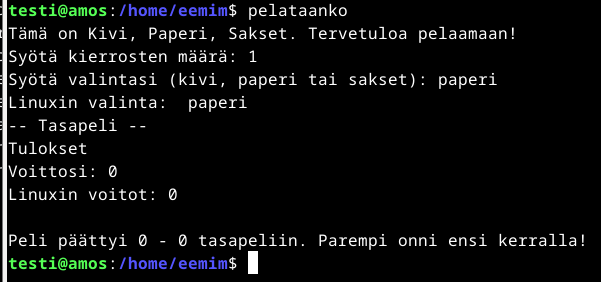 testi@amos:/home/eemim$ pelataanko
Tämä on Kivi, Paperi, Sakset. Tervetuloa pelaamaan!
Syötä kierrosten määrä: 1
Syötä valintasi (kivi, paperi tai sakset): paperi
Linuxin valinta:  paperi
-- Tasapeli --
Tulokset
Voittosi: 0
Linuxin voitot: 0

Peli päättyi 0 - 0 tasapeliin. Parempi onni ensi kerralla!
testi@amos:/home/eemim$